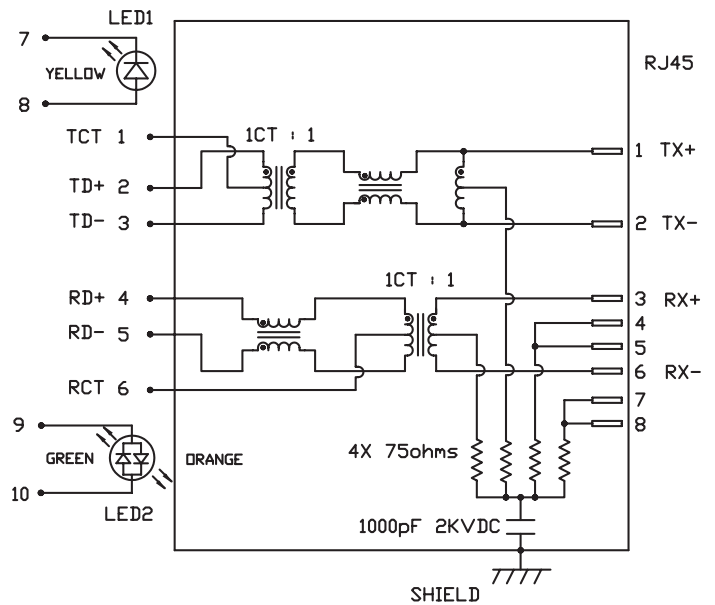 LED1
7
RJ45
YELLOW
8
TCT 1
1CT : 1
1 TX+
TD+ 2
TD- 3
2 TX-
1CT : 1
RD+ 4
3 RX+
4
RD- 5
5
RCT 6
6 RX-
7
9
8
GREEN
ORANGE
4X 75ohms
10
LED2
1000pF 2KVDC
SHIELD